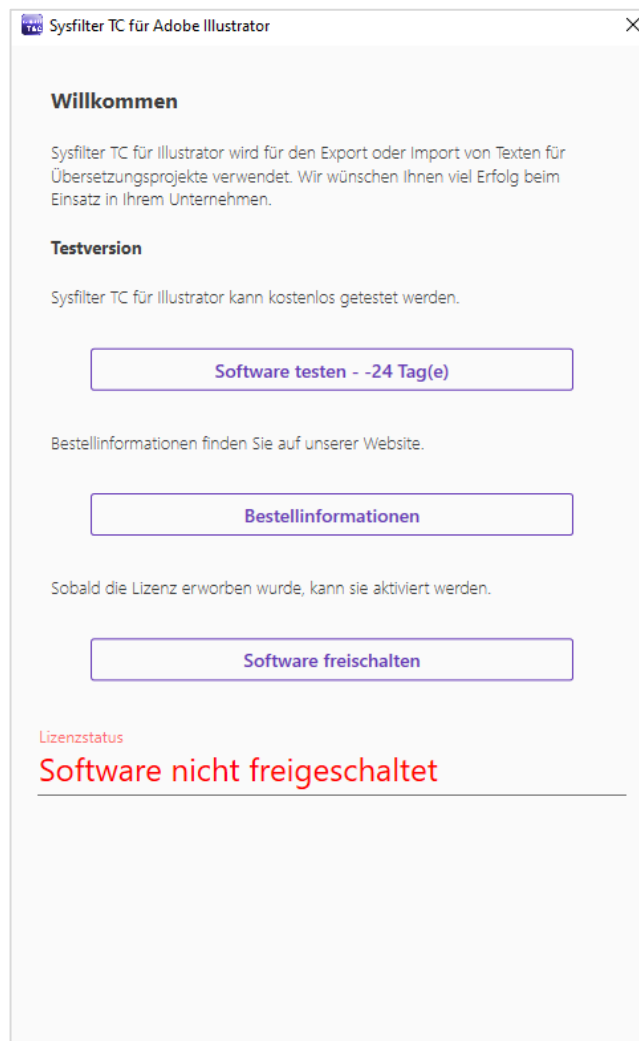 Sysfilter TC für Adobe Illustrator
Willkommen
Sysfilter TC für Illustrator wird für den Export oder Import von Texten für
Übersetzungsprojekte verwendet. Wir wünschen Ihnen viel Erfolg beim
Einsatz in Ihrem Unternehmen.
Testversion
Sysfilter TC für Illustrator kann kostenlos getestet werden.
Software testen - -24 Tag(e)
Bestellinformationen finden Sie auf unserer Website.
Bestellinformationen
Sobald die Lizenz erworben wurde, kann sie aktiviert werden.
Software freischalten
Lizenzstatus
Software nicht freigeschaltet